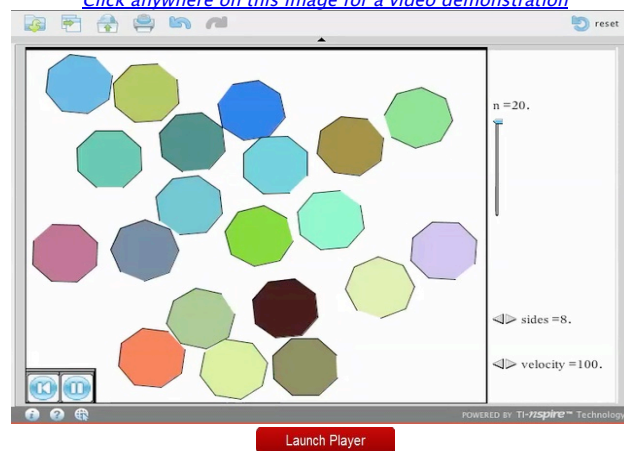 Click anywhere on this image for a video demonstration
reset
n =20.
sides =8.
velocity =100.
POWERED BY TI-nspire™ Technology
Launch Player